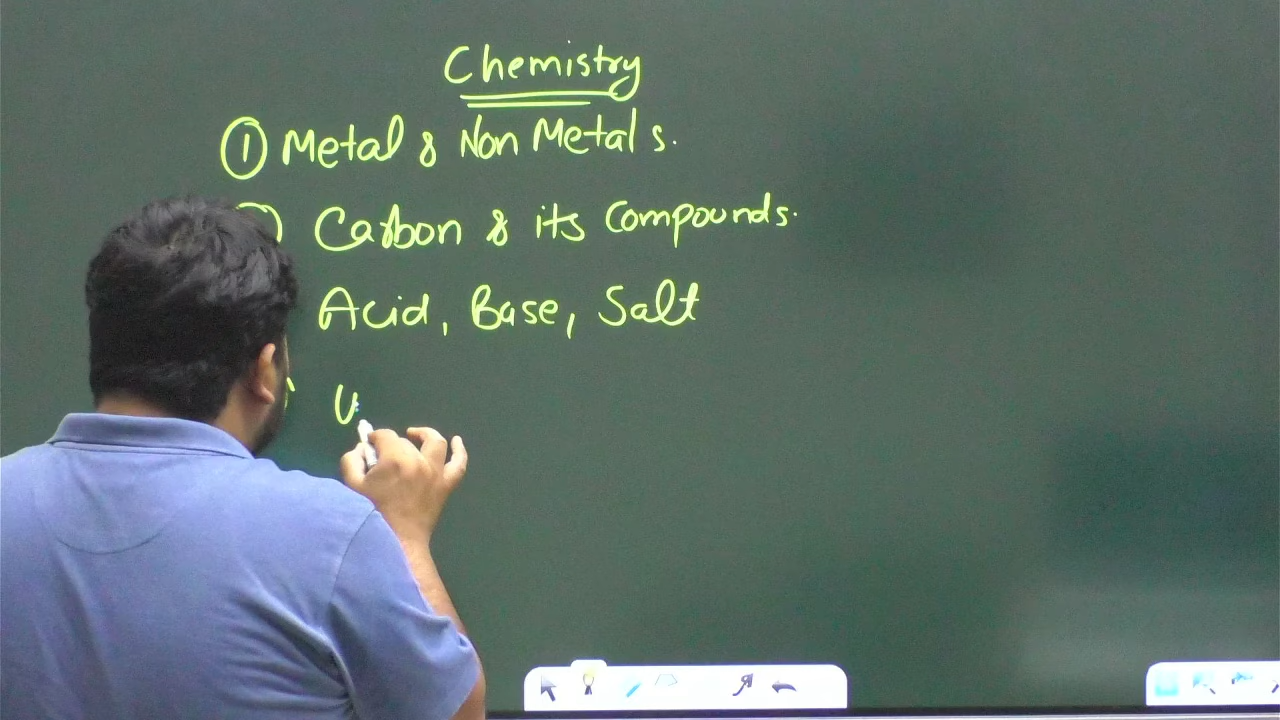 Chemistry
① Metal & Non Metals.
Carbon & its Compounds.
Acid, Base, Salt